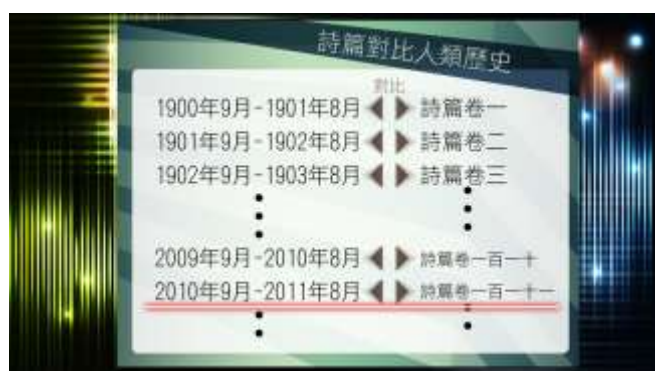 詩篇對比人類歷史
對比
1900年9月-1901年8月 ◀ ▶ 詩篇卷一
1901年9月-1902年8月 ◀ ▶ 詩篇卷二
1902年9月-1903年8月 ◀ ▶ 詩篇卷三
2009年9月-2010年8月 ◀ ▶ 詩篇卷一百一十
2010年9月-2011年8月 ◀ ▶ 詩篇卷一百一十一